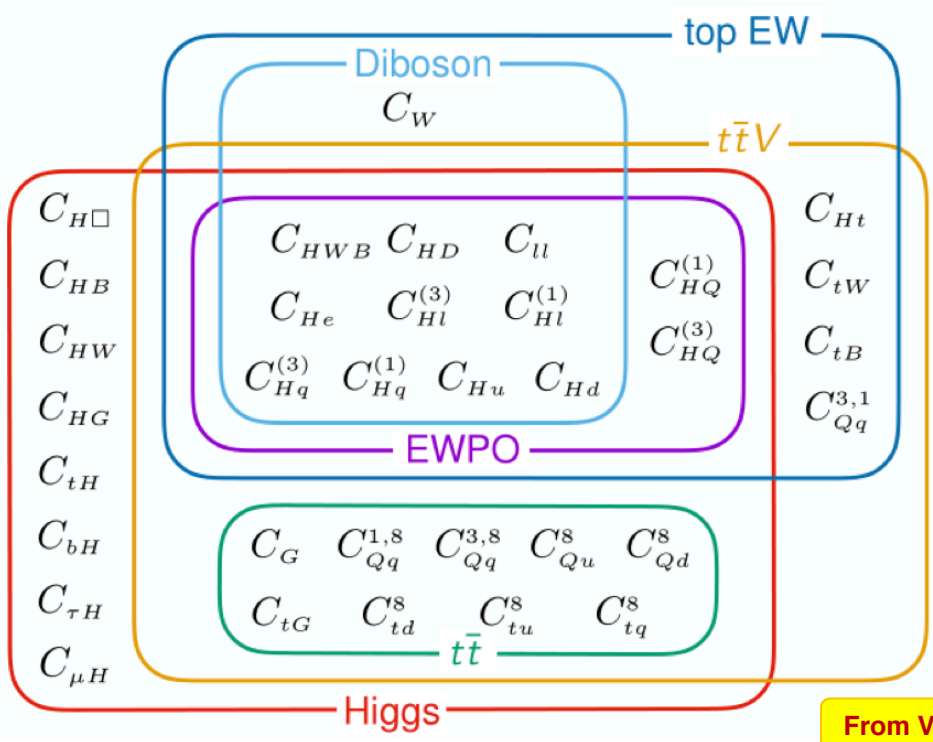 top EW
Diboson
C_W
tt̄V
C_{H□}
C_{HB}
C_{HW}
C_{HG}
C_{tH}
C_{bH}
C_{τH}
C_{μH}
C_{HWB} C_{HD} C_{ll}
C_{He} C_{Hl}^{(3)} C_{Hl}^{(1)}
C_{Hq}^{(3)} C_{Hq}^{(1)} C_{Hu} C_{Hd}
C_{HQ}^{(1)}
C_{HQ}^{(3)}
C_{Ht}
C_{tW}
C_{tB}
C_{Qq}^{3,1}
EWPO
C_G C_{Qq}^{1,8} C_{Qq}^{3,8} C_{Qu}^{8} C_{Qd}^{8}
C_{tG} C_{td}^{8} C_{tu}^{8} C_{tq}^{8}
tt̄
Higgs
From V